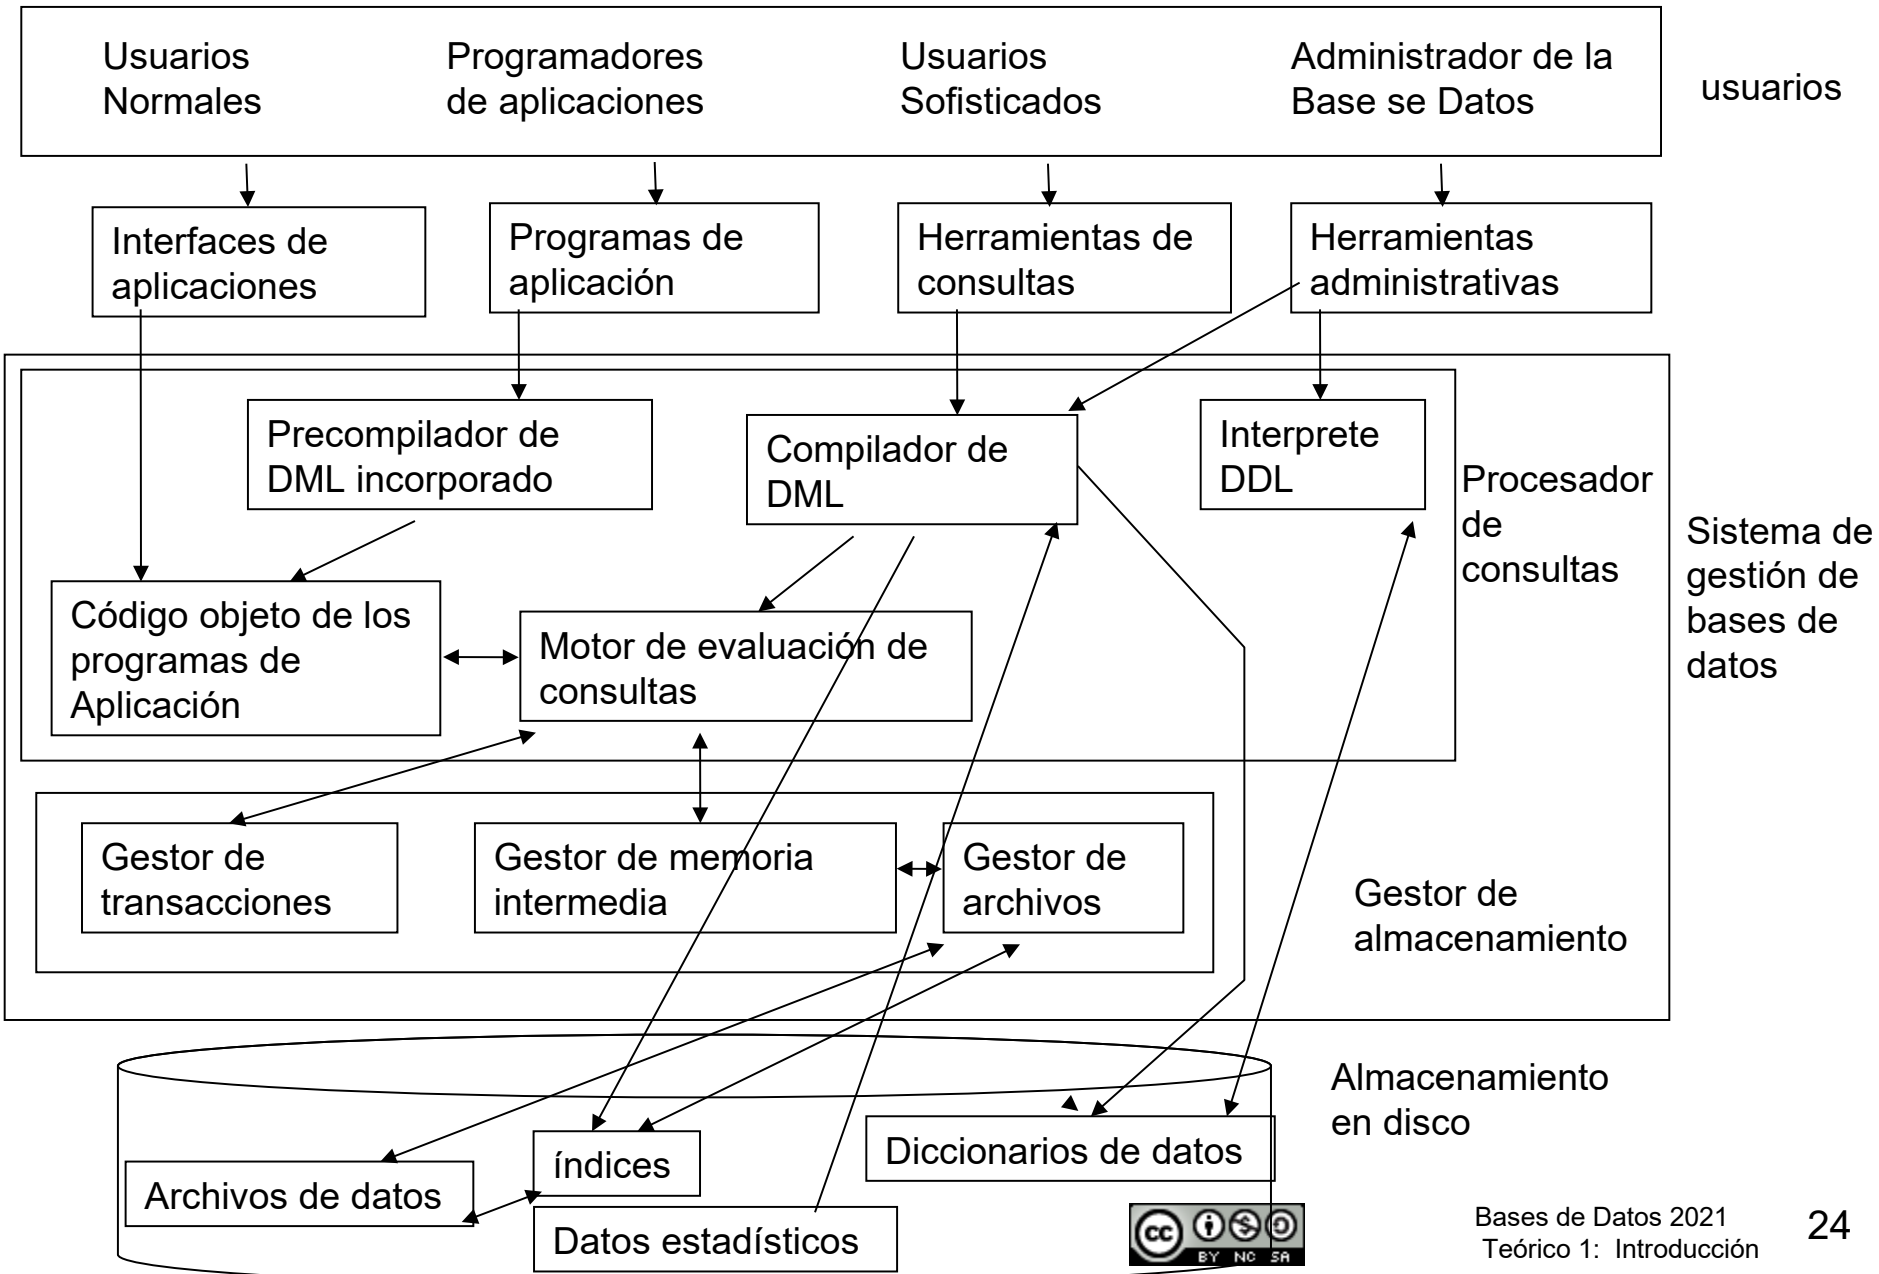 Usuarios
Normales
Programadores
de aplicaciones
Usuarios
Sofisticados
Administrador de la
Base se Datos
usuarios
Interfaces de
aplicaciones
Programas de
aplicación
Herramientas de
consultas
Herramientas
administrativas
Precompilador de
DML incorporado
Compilador de
DML
Interprete
DDL
Procesador
de
consultas
Sistema de
gestión de
bases de
datos
Código objeto de los
programas de
Aplicación
Motor de evaluación de
consultas
Gestor de
transacciones
Gestor de memoria
intermedia
Gestor de
archivos
Gestor de
almacenamiento
Almacenamiento
en disco
Archivos de datos
índices
Diccionarios de datos
Datos estadísticos
cc
BY NC SA
Bases de Datos 2021
Teórico 1: Introducción
24